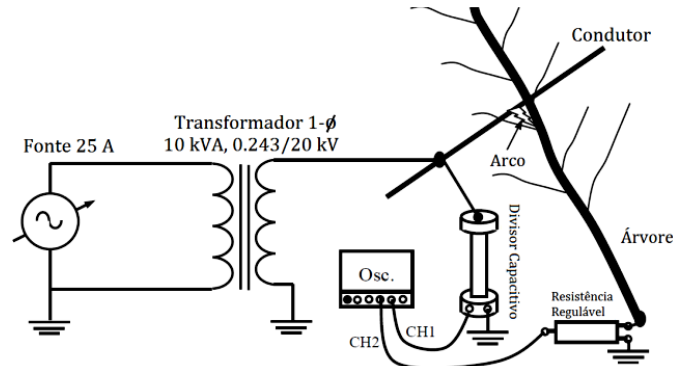 Condutor
Transformador 1-ø
10 kVA, 0.243/20 kV
Fonte 25 A
Arco
Divisor Capacitivo
Árvore
Osc.
Resistência
Regulável
CH1
CH2